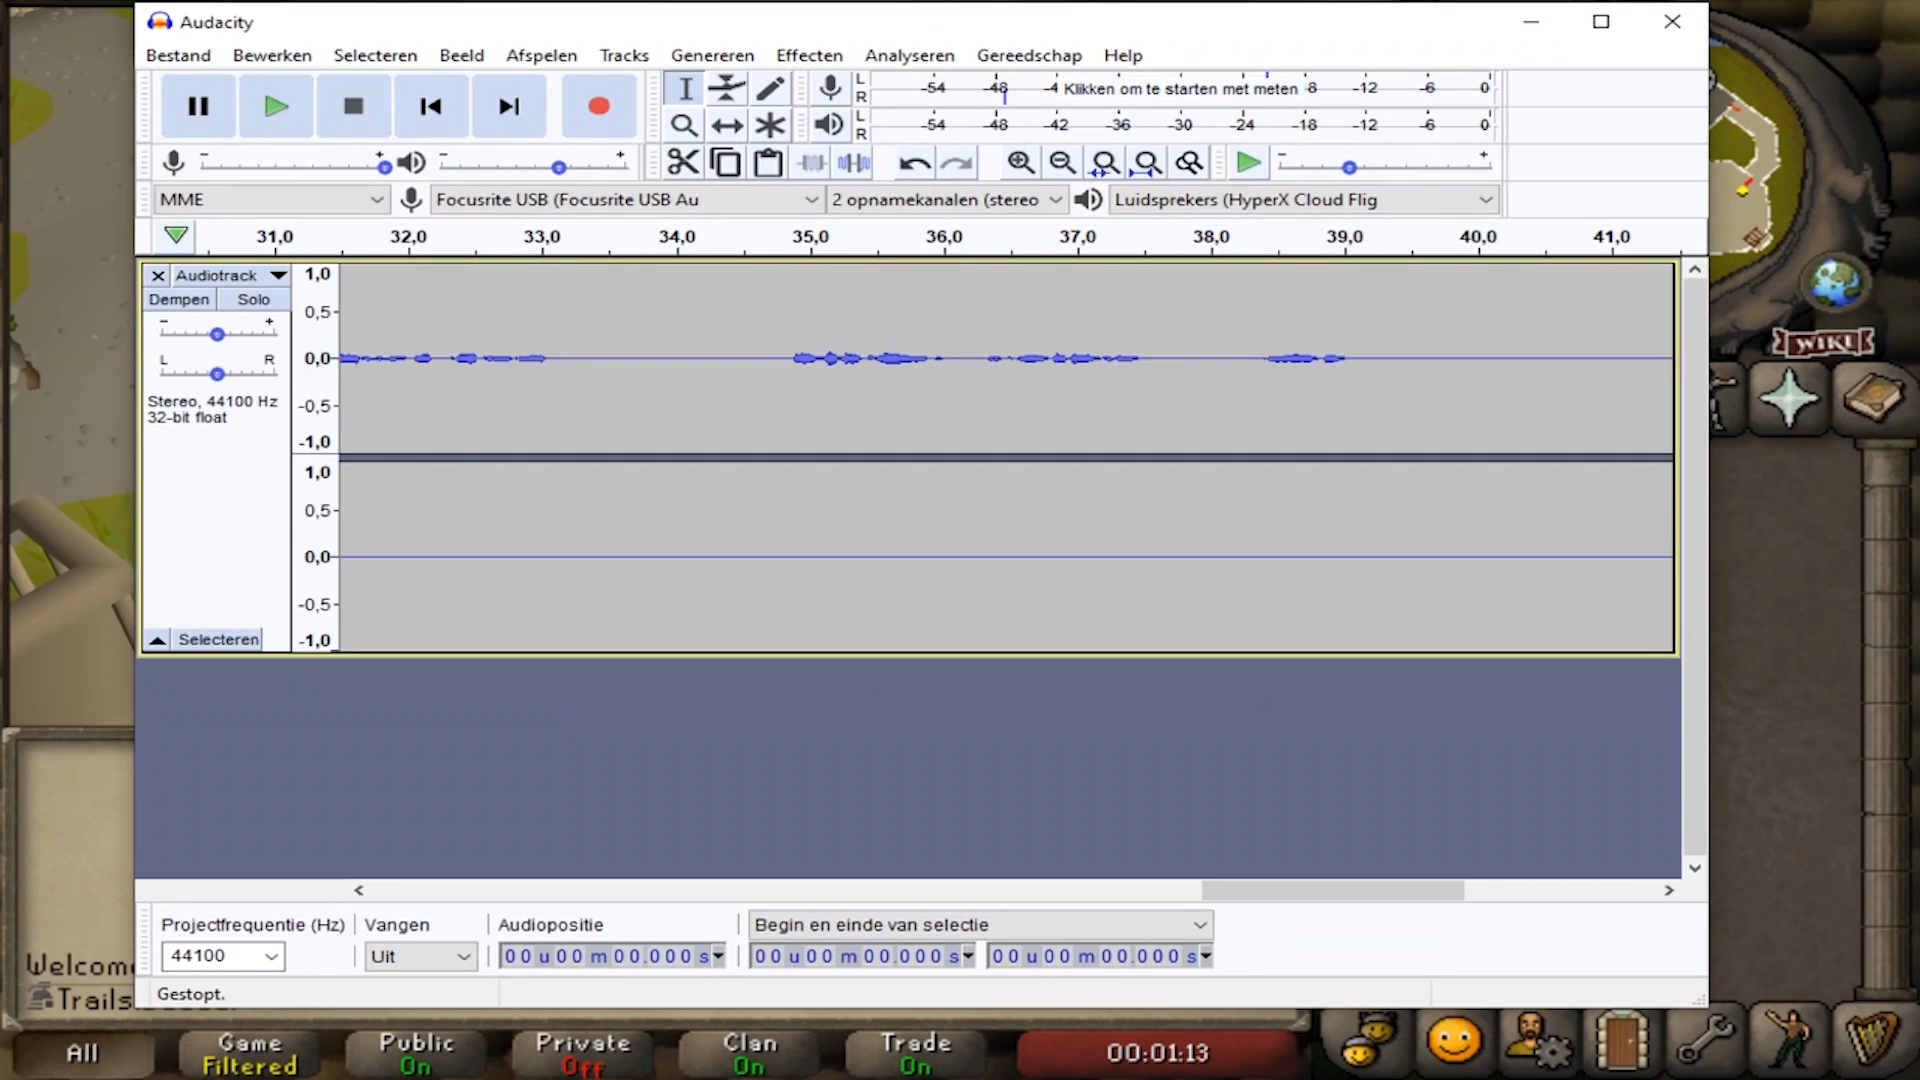 Audacity
Bestand Bewerken Selecteren Beeld Afspelen Tracks Genereren Effecten Analyseren Gereedschap Help
L R -54 -48 -4 Klikken om te starten met meten 8 -12 -6 0
L R -54 -48 -42 -36 -30 -24 -18 -12 -6 0
- + - + - +
MME Focusrite USB (Focusrite USB Au 2 opnamekanalen (stereo Luidsprekers (HyperX Cloud Flig
31,0 32,0 33,0 34,0 35,0 36,0 37,0 38,0 39,0 40,0 41,0
Audiotrack 1,0
Dempen Solo
0,5
- +
L R 0,0
Stereo, 44100 Hz -0,5
32-bit float
-1,0
1,0
0,5
0,0
-0,5
Selecteren -1,0
WIKI
Projectfrequentie (Hz) Vangen Audiopositie Begin en einde van selectie
44100 Uit 00 u 00 m 00.000 s 00 u 00 m 00.000 s 00 u 00 m 00.000 s
Welcome
Gestopt.
Trails
All Game Public Private Clan Trade 00:01:13
Filtered On Off On On